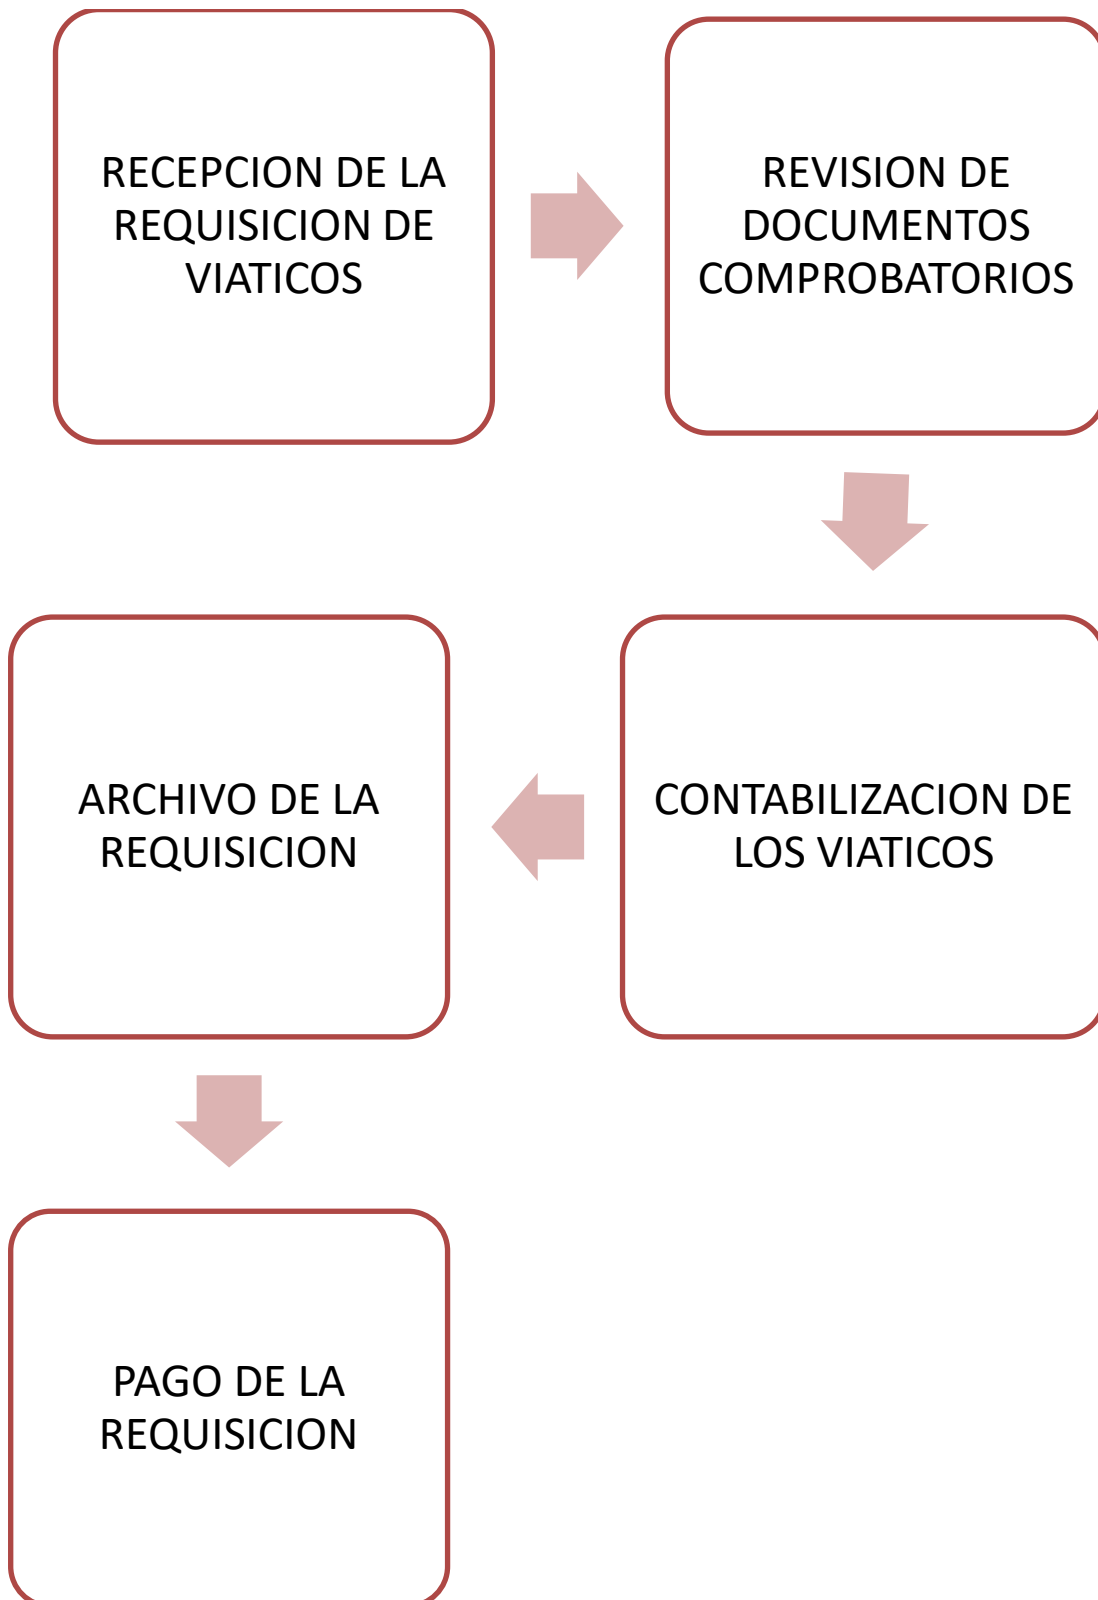 RECEPCION DE LA
REQUISICION DE
VIATICOS
REVISION DE
DOCUMENTOS
COMPROBATORIOS
CONTABILIZACION DE
LOS VIATICOS
ARCHIVO DE LA
REQUISICION
PAGO DE LA
REQUISICION